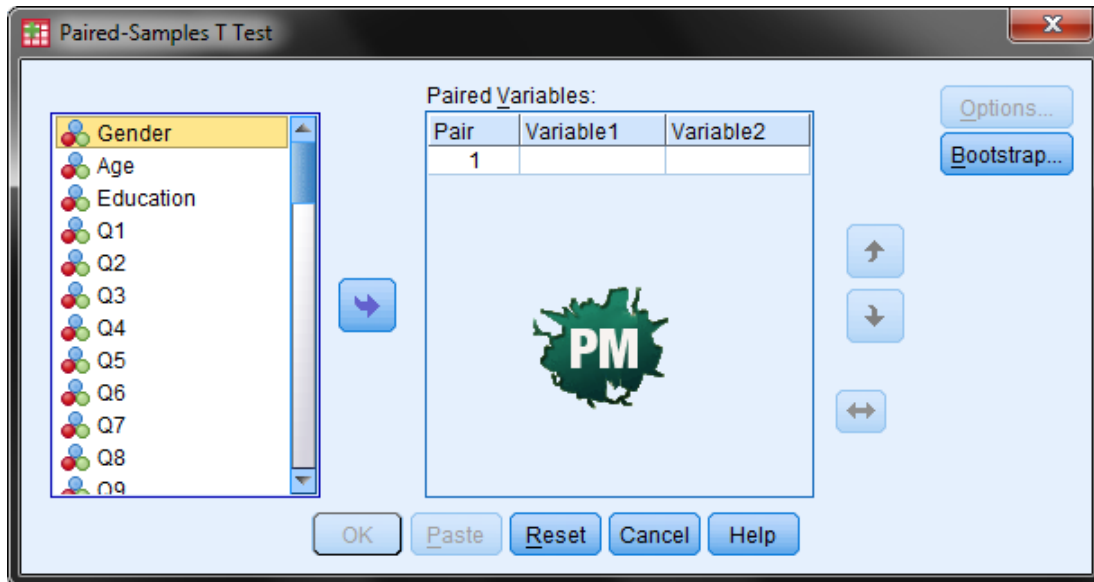 Paired-Samples T Test
Gender
Age
Education
Q1
Q2
Q3
Q4
Q5
Q6
Q7
Q8
Q9
Paired Variables:
Pair Variable1 Variable2
1
PM
Options...
Bootstrap...
OK Paste Reset Cancel Help